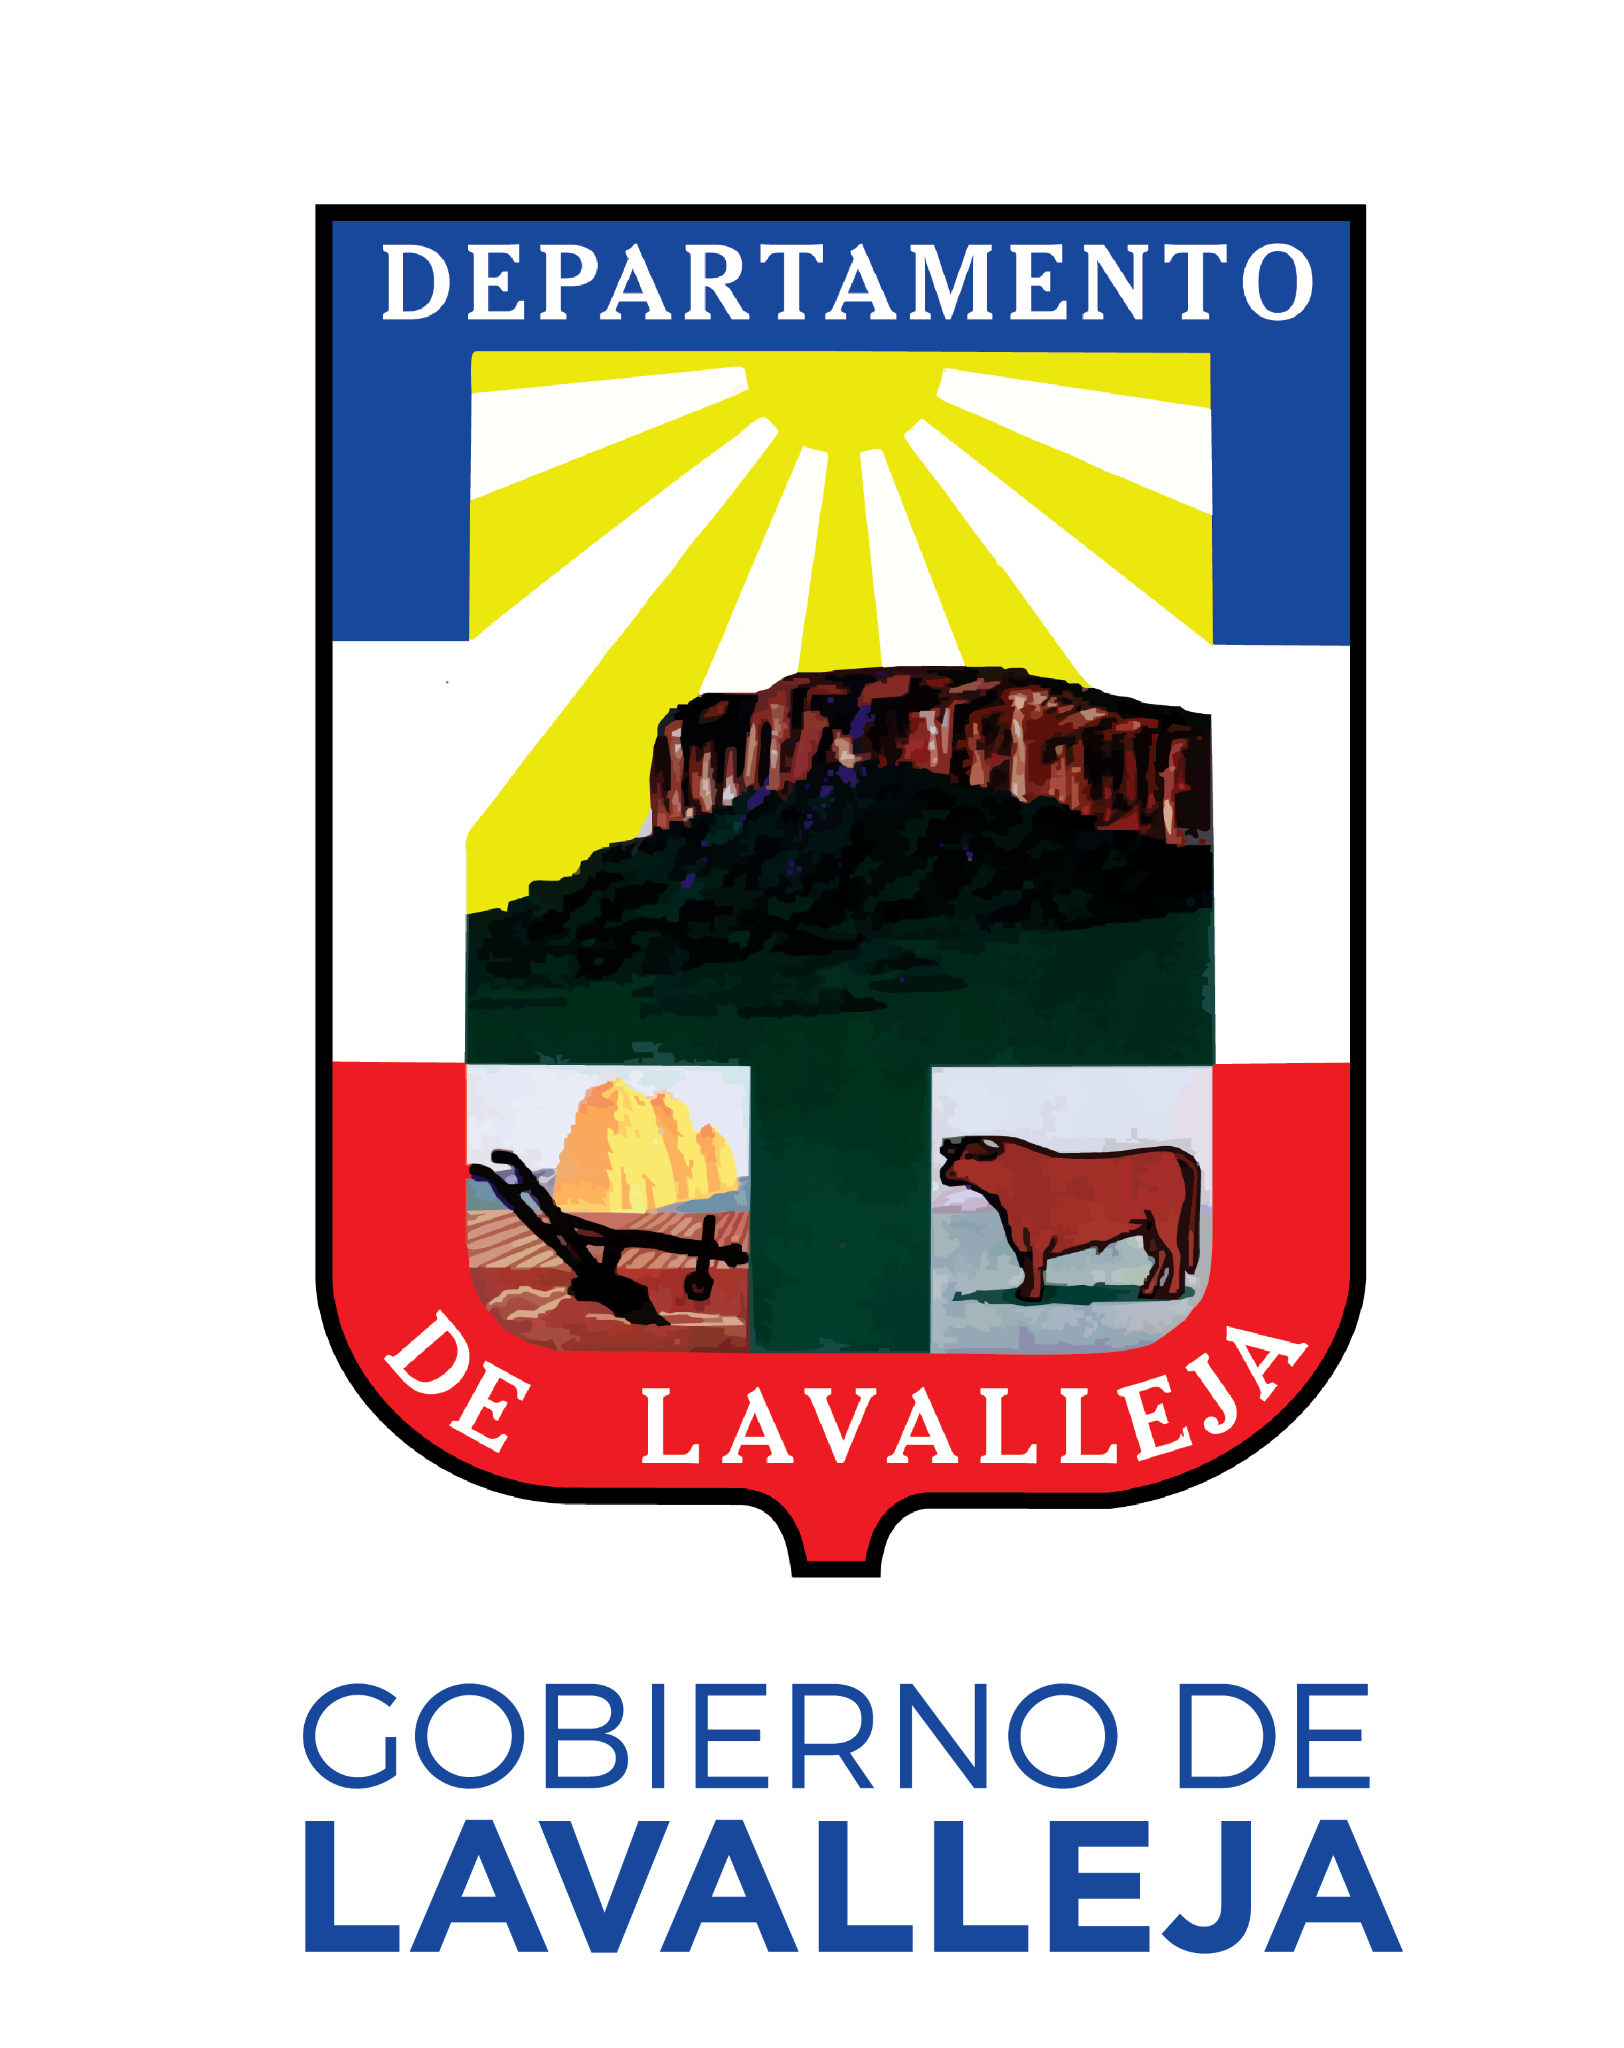 DEPARTAMENTO
DE LAVALLEJA
GOBIERNO DE
LAVALLEJA